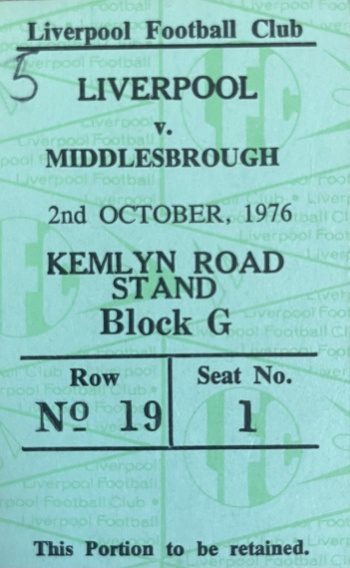 Liverpool Football Club
5
LIVERPOOL
v.
MIDDLESBROUGH
2nd OCTOBER, 1976
KEMLYN ROAD
STAND
Block G
Row
Seat No.
Nº 19
1
This Portion to be retained.